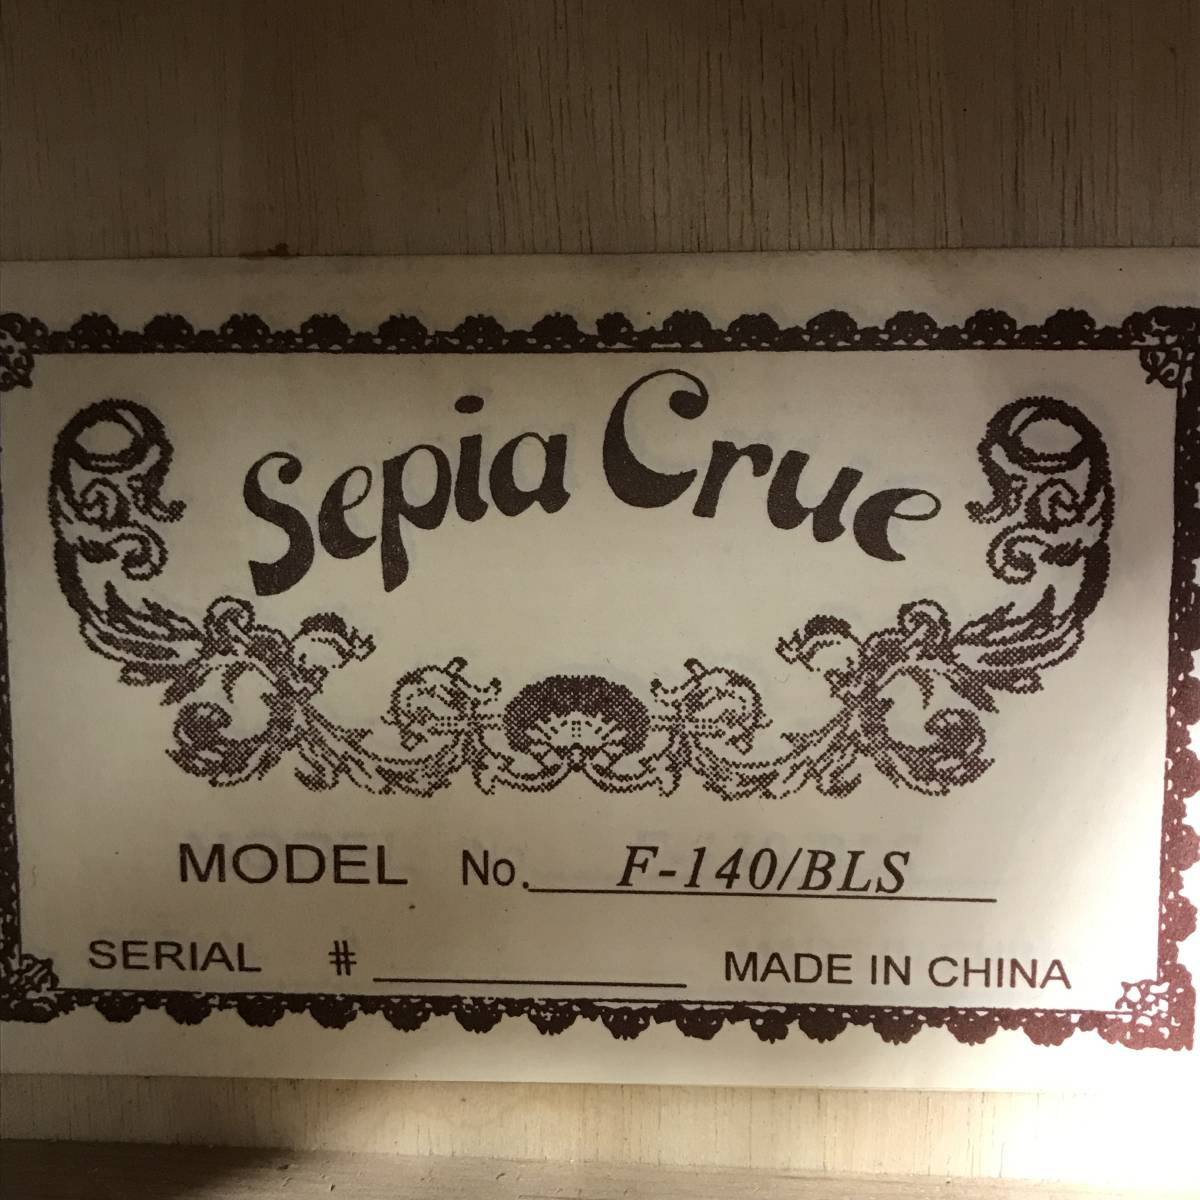 Sepia Crue
MODEL No. F-140/BLS
SERIAL # MADE IN CHINA